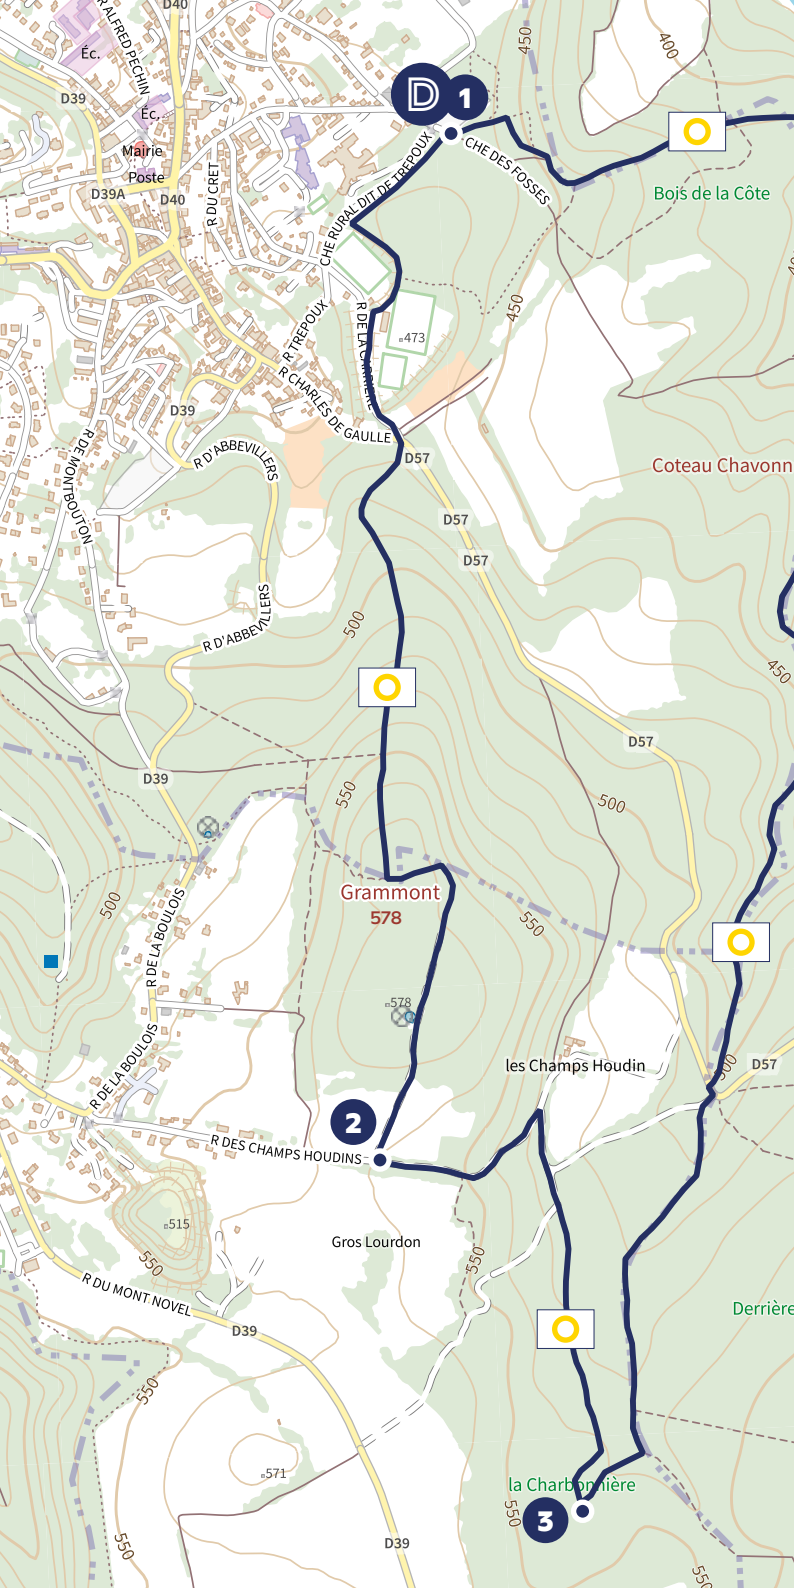 D40
R ALFRED PECHIN
450
400
Éc.
D39
D
1
Éc.
Mairie
CHE DES FOSSES
Poste
D39A
D40
R DU CRET
Bois de la Côte
CHE RURAL DIT DE TREPOUX
450
R TREPOUX
R DE LA CARRIERE
473
R CHARLES DE GAULLE
D39
R D'ABBEVILLERS
R DE MONTBOUTON
D57
Coteau Chavonn
D57
D57
500
R D'ABBEVILLERS
450
D57
D39
550
500
Grammont
578
500
550
R DE LA BOULOIS
578
les Champs Houdin
500
D57
R DE LA BOULOIS
2
R DES CHAMPS HOUDINS
515
Gros Lourdon
550
550
R DU MONT NOVEL
D39
Derrière
550
571
la Charbonnière
550
3
D39
550
550